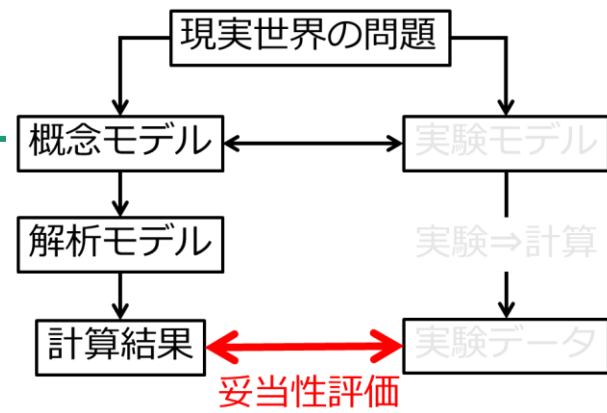 現実世界の問題
概念モデル
実験モデル
解析モデル
実験⇒計算
計算結果
実験データ
妥当性評価